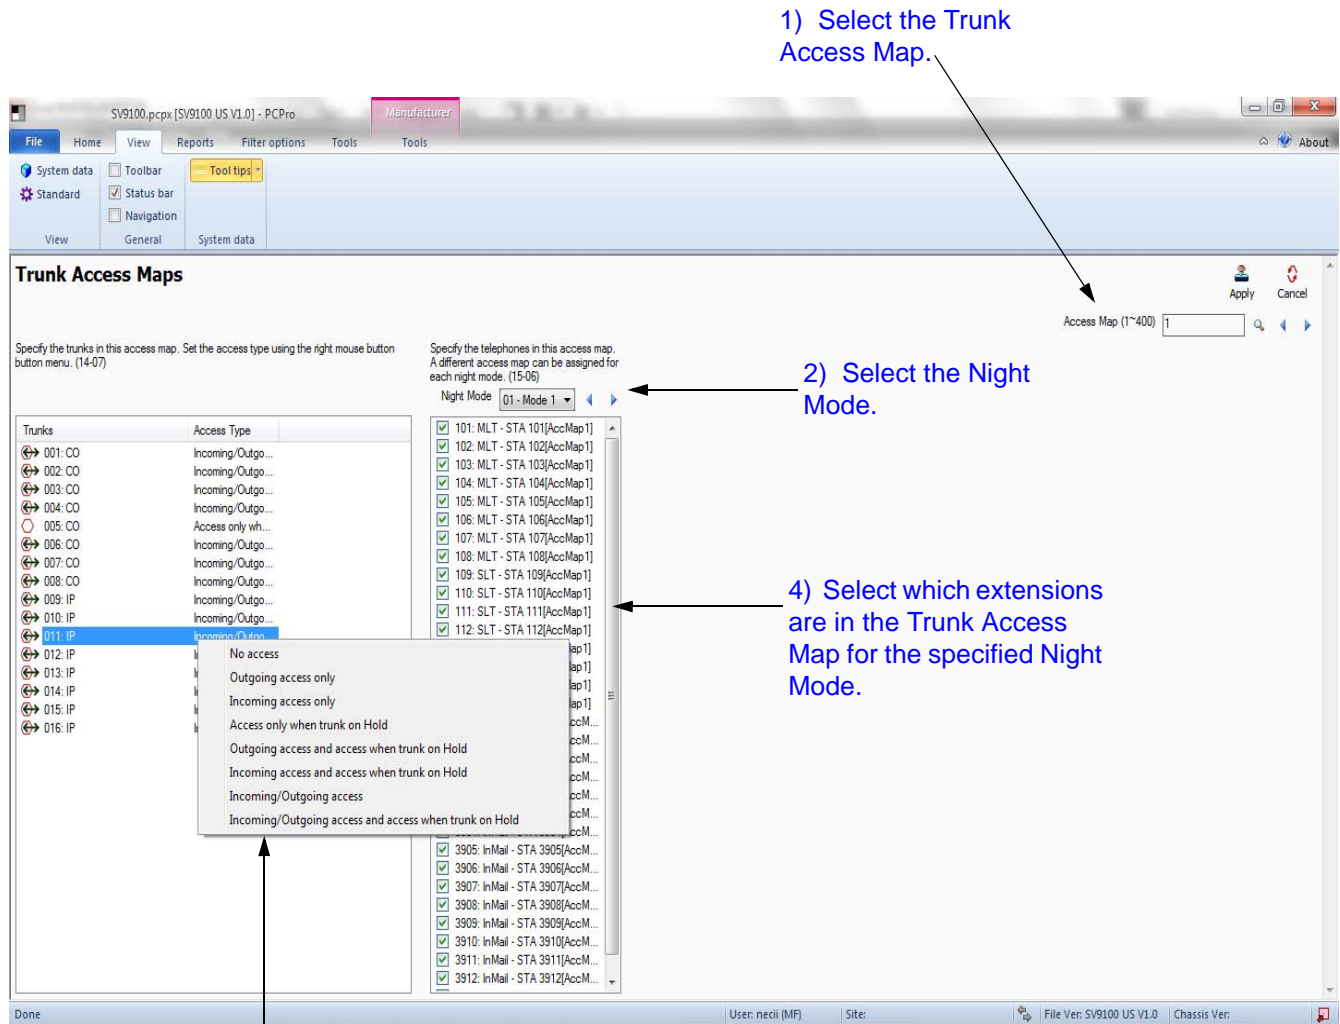 1) Select the Trunk
Access Map.
SV9100.pcpx [SV9100 US V1.0] - PCPro
Manufacturer
File Home View Reports Filter options Tools Tools
About
System data
Toolbar
Tool tips
Standard
Status bar
Navigation
View General System data
Trunk Access Maps
Apply Cancel
Access Map (1~400) 1
Specify the trunks in this access map. Set the access type using the right mouse button
button menu. (14-07)
Specify the telephones in this access map.
A different access map can be assigned for
each night mode. (15-06)
Night Mode 01 - Mode 1
2) Select the Night
Mode.
Trunks Access Type
001: CO Incoming/Outgo...
002: CO Incoming/Outgo...
003: CO Incoming/Outgo...
004: CO Incoming/Outgo...
005: CO Access only wh...
006: CO Incoming/Outgo...
007: CO Incoming/Outgo...
008: CO Incoming/Outgo...
009: IP Incoming/Outgo...
010: IP Incoming/Outgo...
011: IP Incoming/Outgo...
012: IP
013: IP
014: IP
015: IP
016: IP
No access
Outgoing access only
Incoming access only
Access only when trunk on Hold
Outgoing access and access when trunk on Hold
Incoming access and access when trunk on Hold
Incoming/Outgoing access
Incoming/Outgoing access and access when trunk on Hold
101: MLT - STA 101[AccMap1]
102: MLT - STA 102[AccMap1]
103: MLT - STA 103[AccMap1]
104: MLT - STA 104[AccMap1]
105: MLT - STA 105[AccMap1]
106: MLT - STA 106[AccMap1]
107: MLT - STA 107[AccMap1]
108: MLT - STA 108[AccMap1]
109: SLT - STA 109[AccMap1]
110: SLT - STA 110[AccMap1]
111: SLT - STA 111[AccMap1]
112: SLT - STA 112[AccMap1]
ap1]
ap1]
ap1]
ap1]
ccM...
ccM...
ccM...
ccM...
ccM...
ccM...
ccM...
3905: InMail - STA 3905[AccM...
3906: InMail - STA 3906[AccM...
3907: InMail - STA 3907[AccM...
3908: InMail - STA 3908[AccM...
3909: InMail - STA 3909[AccM...
3910: InMail - STA 3910[AccM...
3911: InMail - STA 3911[AccM...
3912: InMail - STA 3912[AccM...
4) Select which extensions
are in the Trunk Access
Map for the specified Night
Mode.
Done User: necii (MF) Site: File Ver: SV9100 US V1.0 Chassis Ver: